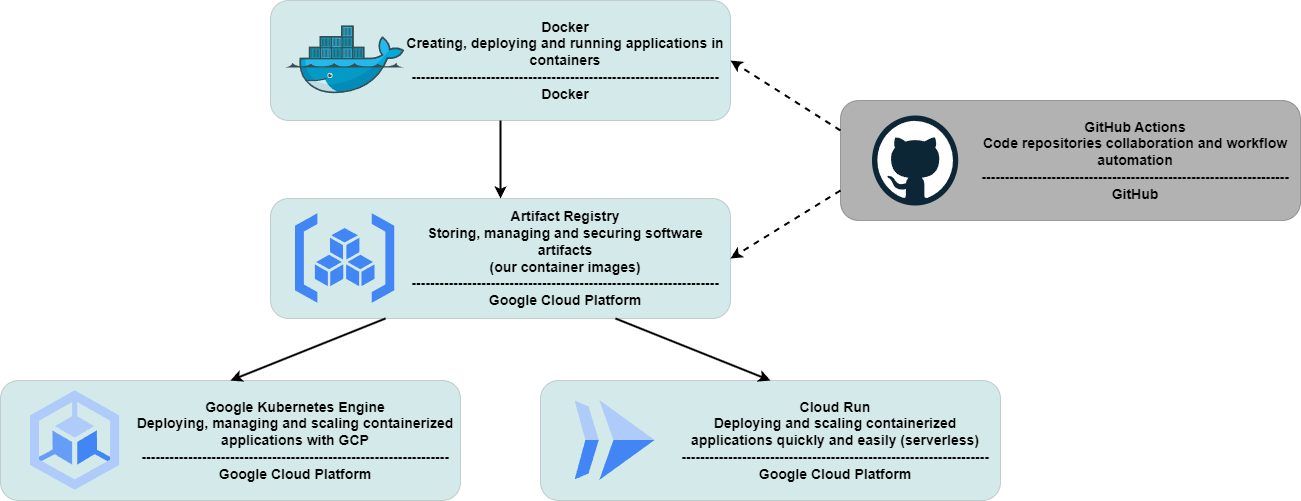 Docker
Creating, deploying and running applications in
containers
--------------------------------------------------------------------------
Docker
GitHub Actions
Code repositories collaboration and workflow
automation
--------------------------------------------------------------------------
GitHub
Artifact Registry
Storing, managing and securing software
artifacts
(our container images)
--------------------------------------------------------------------------
Google Cloud Platform
Google Kubernetes Engine
Deploying, managing and scaling containerized
applications with GCP
--------------------------------------------------------------------------
Google Cloud Platform
Cloud Run
Deploying and scaling containerized
applications quickly and easily (serverless)
--------------------------------------------------------------------------
Google Cloud Platform